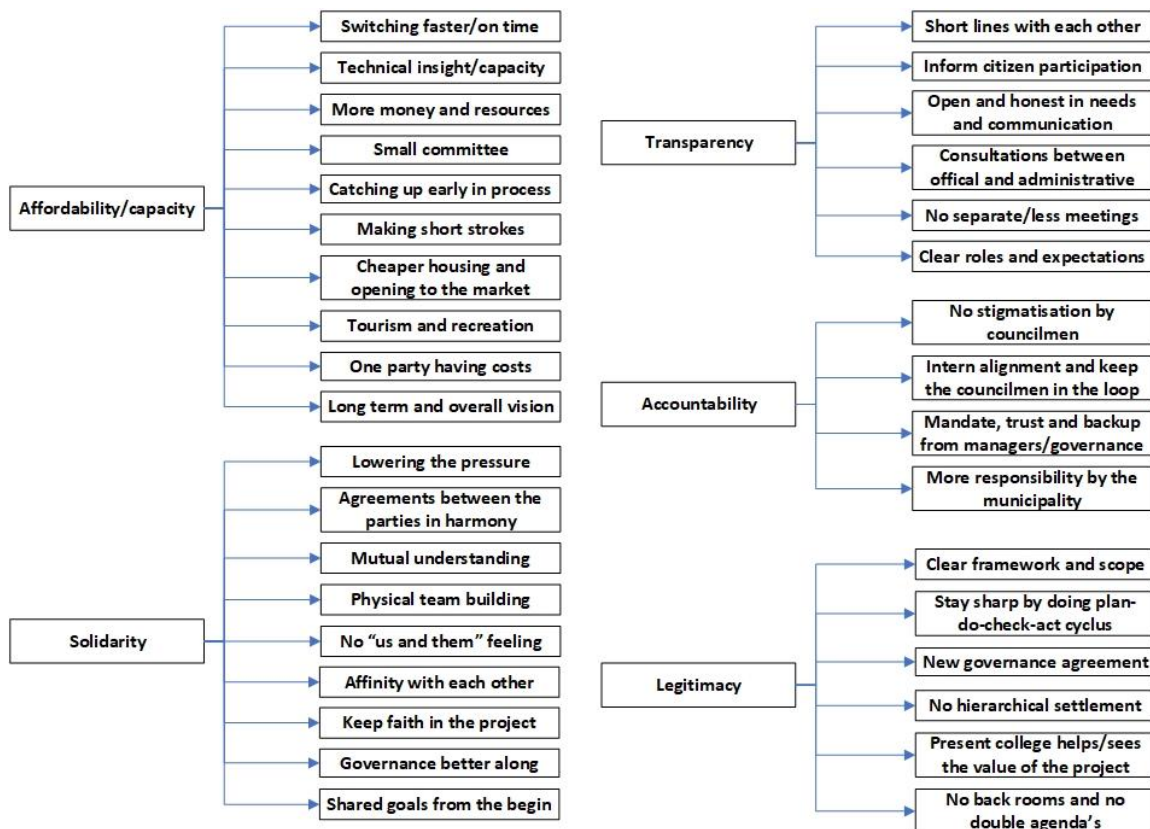 Affordability/capacity
Switching faster/on time
Technical insight/capacity
More money and resources
Small committee
Catching up early in process
Making short strokes
Cheaper housing and
opening to the market
Tourism and recreation
One party having costs
Long term and overall vision
Solidarity
Lowering the pressure
Agreements between the
parties in harmony
Mutual understanding
Physical team building
No “us and them” feeling
Affinity with each other
Keep faith in the project
Governance better along
Shared goals from the begin
Transparency
Short lines with each other
Inform citizen participation
Open and honest in needs
and communication
Consultations between
offical and administrative
No separate/less meetings
Clear roles and expectations
Accountability
No stigmatisation by
councilmen
Intern alignment and keep
the councilmen in the loop
Mandate, trust and backup
from managers/governance
More responsibility by the
municipality
Legitimacy
Clear framework and scope
Stay sharp by doing plan-
do-check-act cyclus
New governance agreement
No hierarchical settlement
Present college helps/sees
the value of the project
No back rooms and no
double agenda’s